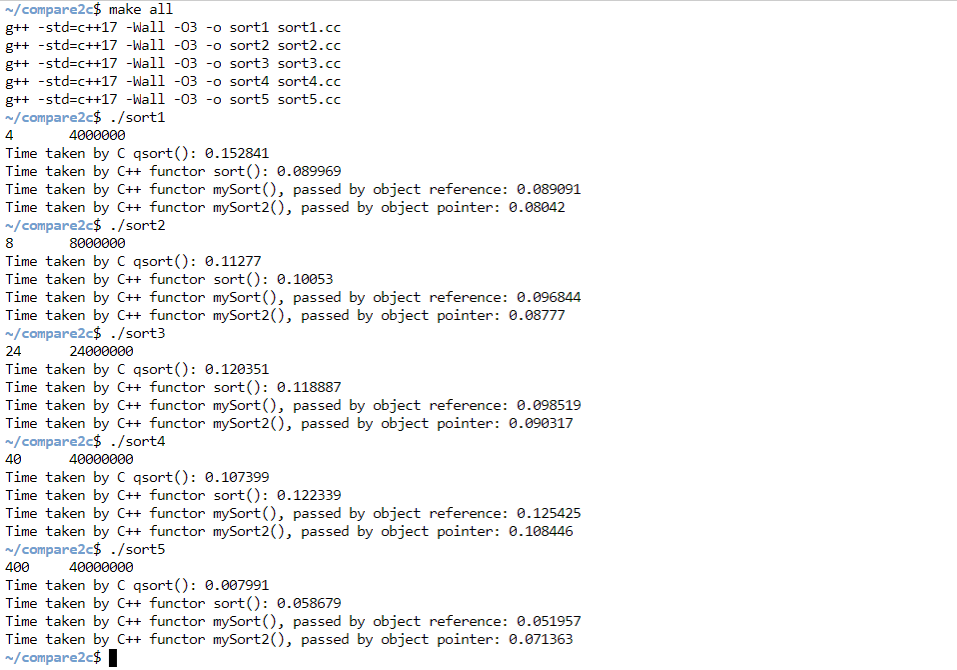 ~/compare2c$ make all
g++ -std=c++17 -Wall -O3 -o sort1 sort1.cc
g++ -std=c++17 -Wall -O3 -o sort2 sort2.cc
g++ -std=c++17 -Wall -O3 -o sort3 sort3.cc
g++ -std=c++17 -Wall -O3 -o sort4 sort4.cc
g++ -std=c++17 -Wall -O3 -o sort5 sort5.cc
~/compare2c$ ./sort1
4       4000000
Time taken by C qsort(): 0.152841
Time taken by C++ functor sort(): 0.089969
Time taken by C++ functor mySort(), passed by object reference: 0.089091
Time taken by C++ functor mySort2(), passed by object pointer: 0.08042
~/compare2c$ ./sort2
8       8000000
Time taken by C qsort(): 0.11277
Time taken by C++ functor sort(): 0.10053
Time taken by C++ functor mySort(), passed by object reference: 0.096844
Time taken by C++ functor mySort2(), passed by object pointer: 0.08777
~/compare2c$ ./sort3
24      24000000
Time taken by C qsort(): 0.120351
Time taken by C++ functor sort(): 0.118887
Time taken by C++ functor mySort(), passed by object reference: 0.098519
Time taken by C++ functor mySort2(), passed by object pointer: 0.090317
~/compare2c$ ./sort4
40      40000000
Time taken by C qsort(): 0.107399
Time taken by C++ functor sort(): 0.122339
Time taken by C++ functor mySort(), passed by object reference: 0.125425
Time taken by C++ functor mySort2(), passed by object pointer: 0.108446
~/compare2c$ ./sort5
400     40000000
Time taken by C qsort(): 0.007991
Time taken by C++ functor sort(): 0.058679
Time taken by C++ functor mySort(), passed by object reference: 0.051957
Time taken by C++ functor mySort2(), passed by object pointer: 0.071363
~/compare2c$